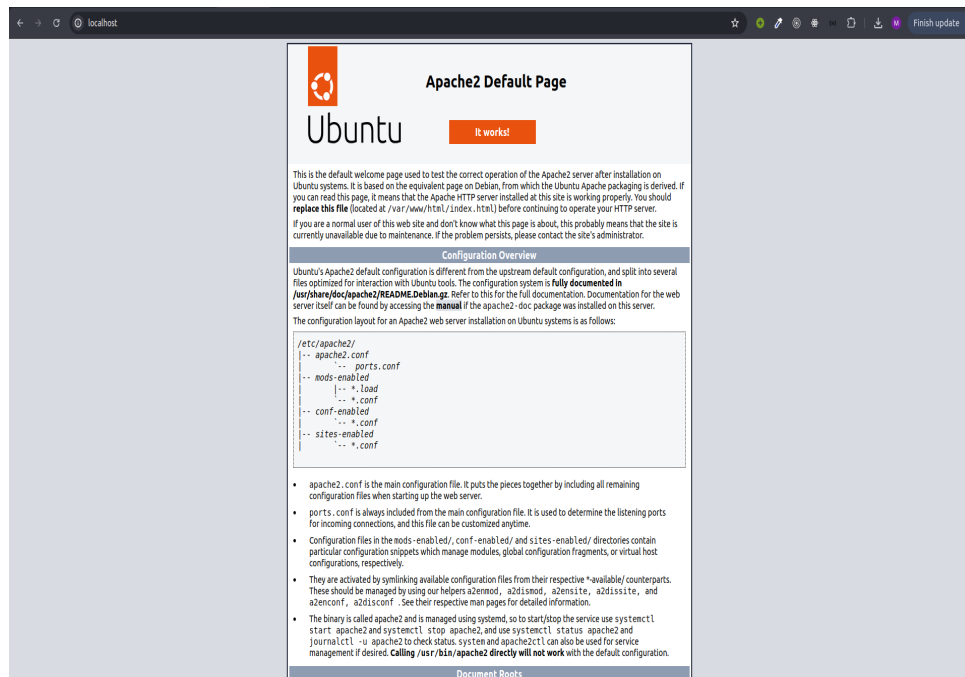 localhost
M
Finish update
Apache2 Default Page
Ubuntu
It works!
This is the default welcome page used to test the correct operation of the Apache2 server after installation on
Ubuntu systems. It is based on the equivalent page on Debian, from which the Ubuntu Apache packaging is derived. If
you can read this page, it means that the Apache HTTP server installed at this site is working properly. You should
replace this file (located at /var/www/html/index.html) before continuing to operate your HTTP server.
If you are a normal user of this web site and don't know what this page is about, this probably means that the site is
currently unavailable due to maintenance. If the problem persists, please contact the site's administrator.
Configuration Overview
Ubuntu's Apache2 default configuration is different from the upstream default configuration, and split into several
files optimized for interaction with Ubuntu tools. The configuration system is fully documented in
/usr/share/doc/apache2/README.Debian.gz. Refer to this for the full documentation. Documentation for the web
server itself can be found by accessing the manual if the apache2-doc package was installed on this server.
The configuration layout for an Apache2 web server installation on Ubuntu systems is as follows:
/etc/apache2/
|-- apache2.conf
|       `--  ports.conf
|-- mods-enabled
|       |-- *.load
|       `-- *.conf
|-- conf-enabled
|       `-- *.conf
|-- sites-enabled
|       `-- *.conf
• apache2.conf is the main configuration file. It puts the pieces together by including all remaining
configuration files when starting up the web server.
• ports.conf is always included from the main configuration file. It is used to determine the listening ports
for incoming connections, and this file can be customized anytime.
• Configuration files in the mods-enabled/, conf-enabled/ and sites-enabled/ directories contain
particular configuration snippets which manage modules, global configuration fragments, or virtual host
configurations, respectively.
• They are activated by symlinking available configuration files from their respective *-available/ counterparts.
These should be managed by using our helpers a2enmod, a2dismod, a2ensite, a2dissite, and
a2enconf, a2disconf . See their respective man pages for detailed information.
• The binary is called apache2 and is managed using systemd, so to start/stop the service use systemctl
start apache2 and systemctl stop apache2, and use systemctl status apache2 and
journalctl -u apache2 to check status. system and apache2ctl can also be used for service
management if desired. Calling /usr/bin/apache2 directly will not work with the default configuration.
Document Roots